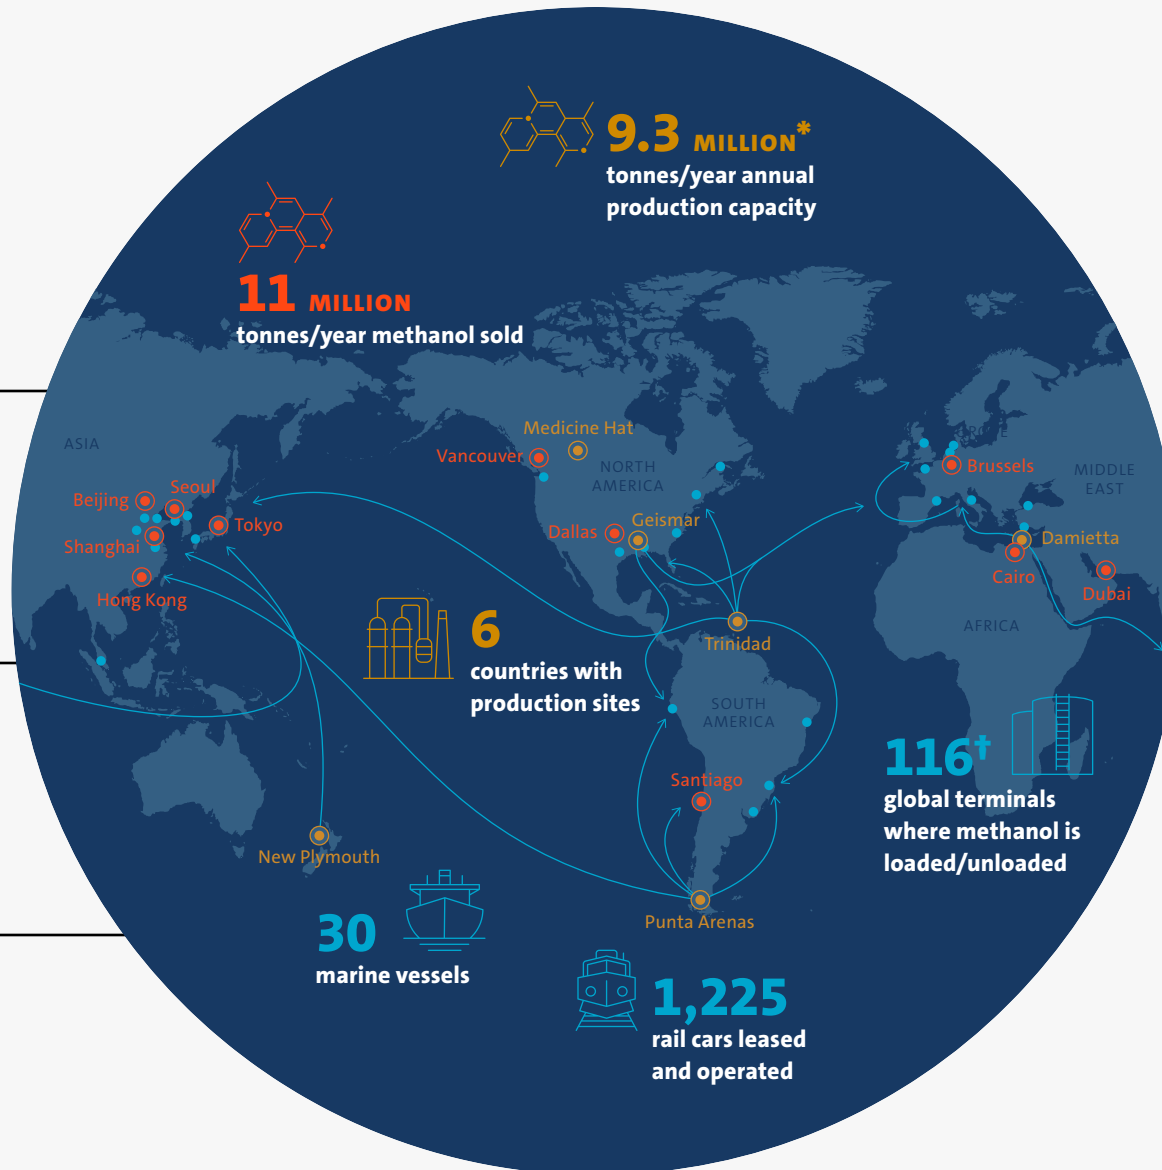 9.3 MILLION*
tonnes/year annual
production capacity
11 MILLION
tonnes/year methanol sold
ASIA
Beijing
Seoul
Tokyo
Shanghai
Hong Kong
Medicine Hat
Vancouver
NORTH
AMERICA
Dallas
Geismar
Brussels
MIDDLE
EAST
Damietta
Cairo
Dubai
AFRICA
Trinidad
6
countries with
production sites
SOUTH
AMERICA
Santiago
116†
global terminals
where methanol is
loaded/unloaded
New Plymouth
Punta Arenas
30
marine vessels
1,225
rail cars leased
and operated